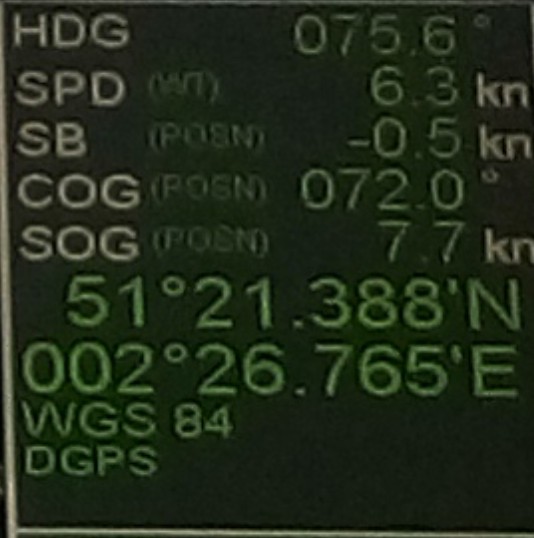 HDG 075.6°
SPD (WT) 6.3 kn
SB (POSN) -0.5 kn
COG (POSN) 072.0°
SOG (POSN) 7.7 kn
51°21.388'N
002°26.765'E
WGS 84
DGPS